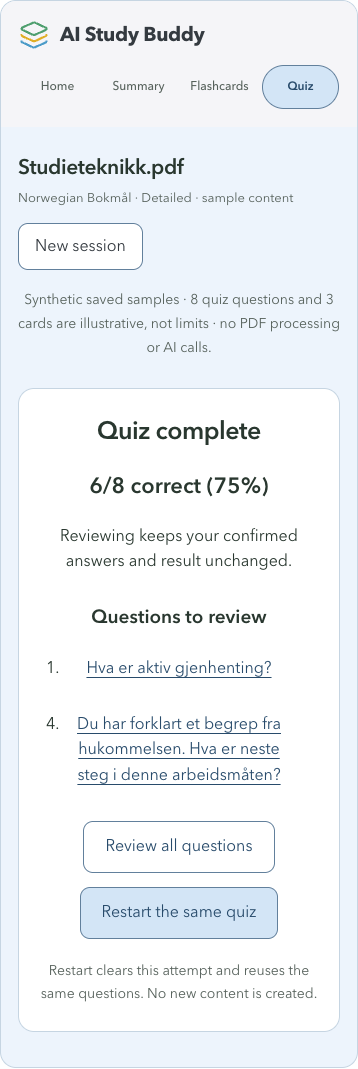 AI Study Buddy
Home Summary Flashcards Quiz
Studieteknikk.pdf
Norwegian Bokmål · Detailed · sample content
New session
Synthetic saved samples · 8 quiz questions and 3
cards are illustrative, not limits · no PDF processing
or AI calls.
Quiz complete
6/8 correct (75%)
Reviewing keeps your confirmed
answers and result unchanged.
Questions to review
1. Hva er aktiv gjenhenting?
4. Du har forklart et begrep fra
hukommelsen. Hva er neste
steg i denne arbeidsmåten?
Review all questions
Restart the same quiz
Restart clears this attempt and reuses the
same questions. No new content is created.